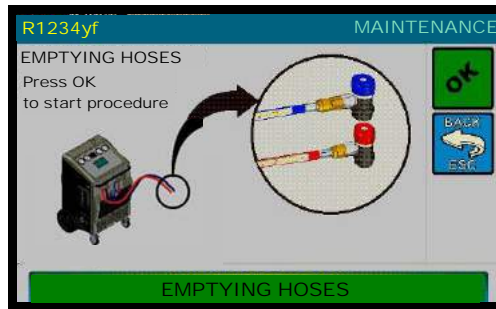 R1234yf
MAINTENANCE
EMPTYING HOSES
Press OK
to start procedure
OK
BACK
ESC
EMPTYING HOSES